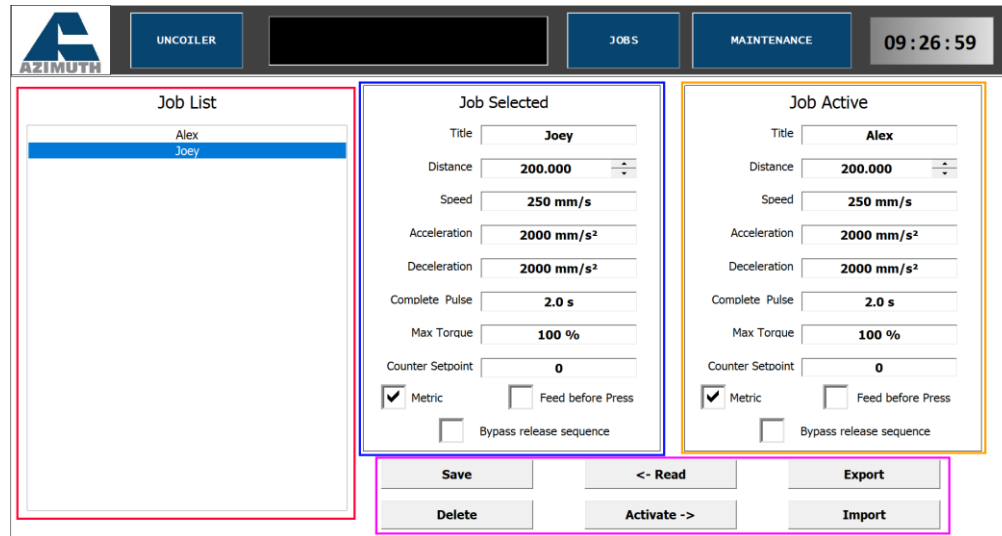 AZIMUTH
UNCOILER
JOBS
MAINTENANCE
09:26:59
Job List
Alex
Joey
Job Selected
Title Joey
Distance 200.000
Speed 250 mm/s
Acceleration 2000 mm/s²
Deceleration 2000 mm/s²
Complete Pulse 2.0 s
Max Torque 100 %
Counter Setpoint 0
Metric Feed before Press
Bypass release sequence
Job Active
Title Alex
Distance 200.000
Speed 250 mm/s
Acceleration 2000 mm/s²
Deceleration 2000 mm/s²
Complete Pulse 2.0 s
Max Torque 100 %
Counter Setpoint 0
Metric Feed before Press
Bypass release sequence
Save <- Read Export
Delete Activate -> Import